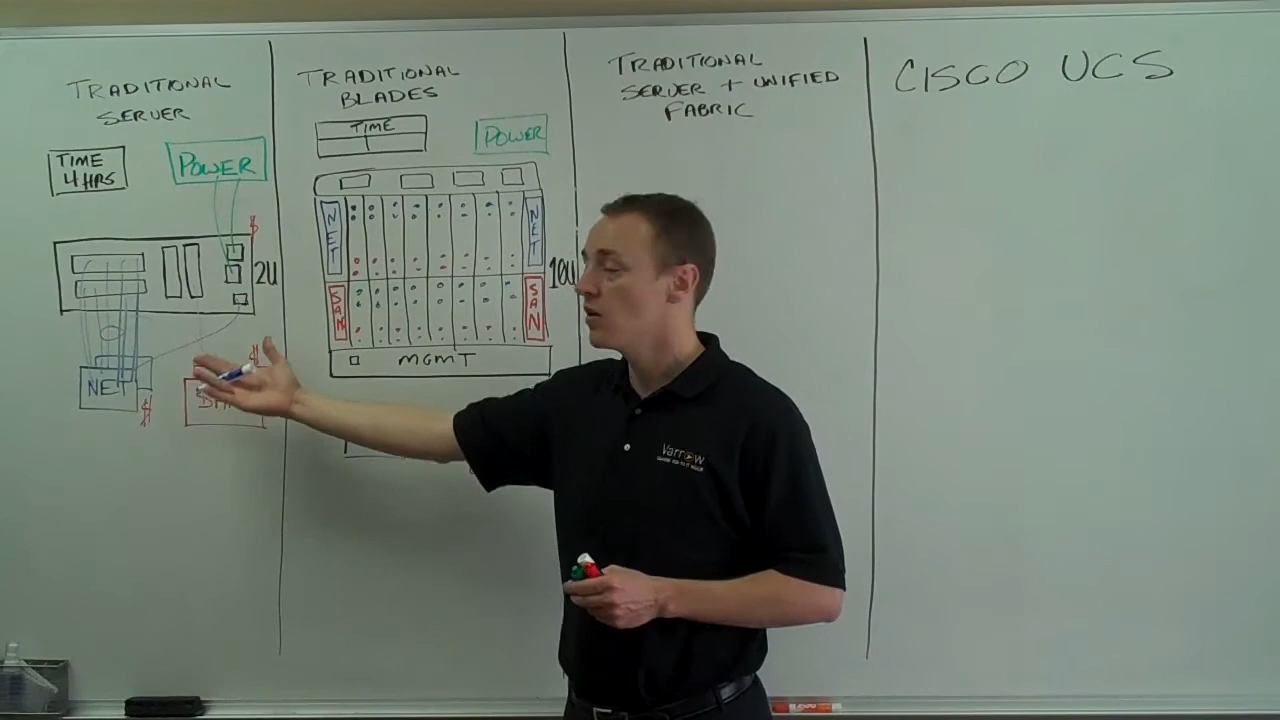 TRADITIONAL
SERVER
TIME
4 HRS
POWER
$
2U
NET
$
$
TRADITIONAL
BLADES
TIME
POWER
NET
NET
10U
SAN
SAN
MGMT
TRADITIONAL
SERVER + UNIFIED
FABRIC
CISCO UCS
Varrow